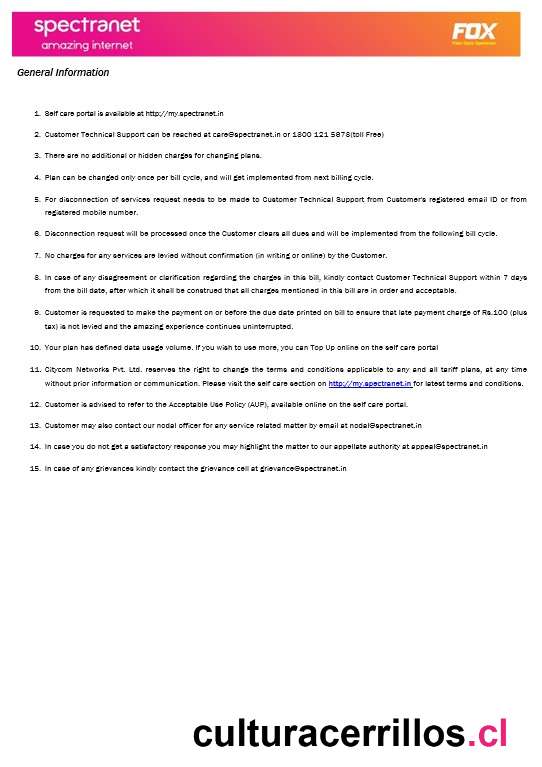 spectranet
amazing internet
FOX
General Information
1. Self care portal is available at http://my.spectranet.in
2. Customer Technical Support can be reached at care@spectranet.in or 1800 121 5678(toll Free)
3. There are no additional or hidden charges for changing plans.
4. Plan can be changed only once per bill cycle, and will get implemented from next billing cycle.
5. For disconnection of services request needs to be made to Customer Technical Support from Customer's registered email ID or from
registered mobile number.
6. Disconnection request will be processed once the Customer clears all dues and will be implemented from the following bill cycle.
7. No charges for any services are levied without confirmation (in writing or online) by the Customer.
8. In case of any disagreement or clarification regarding the charges in this bill, kindly contact Customer Technical Support within 7 days
from the bill date, after which it shall be construed that all charges mentioned in this bill are in order and acceptable.
9. Customer is requested to make the payment on or before the due date printed on bill to ensure that late payment charge of Rs.100 (plus
tax) is not levied and the amazing experience continues uninterrupted.
10. Your plan has defined data usage volume. If you wish to use more, you can Top Up online on the self care portal
11. Citycom Networks Pvt. Ltd. reserves the right to change the terms and conditions applicable to any and all tariff plans, at any time
without prior information or communication. Please visit the self care section on http://my.spectranet.in for latest terms and conditions.
12. Customer is advised to refer to the Acceptable Use Policy (AUP), available online on the self care portal.
13. Customer may also contact our nodal officer for any service related matter by email at nodal@spectranet.in
14. In case you do not get a satisfactory response you may highlight the matter to our appellate authority at appeal@spectranet.in
15. In case of any grievances kindly contact the grievance cell at grievance@spectranet.in
culturacerrillos.cl